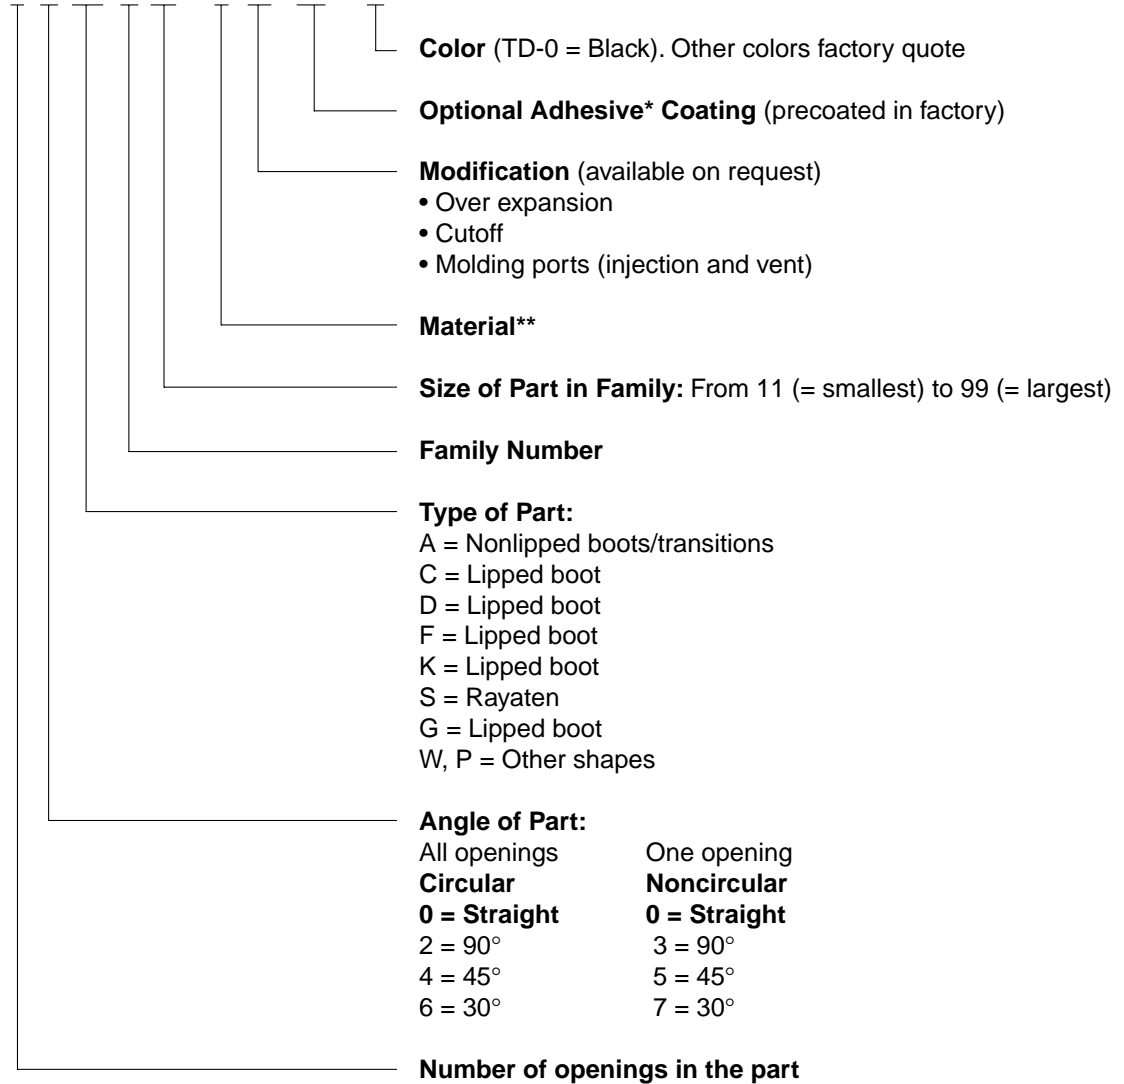 Color (TD-0 = Black). Other colors factory quote
Optional Adhesive* Coating (precoated in factory)
Modification (available on request)
• Over expansion
• Cutoff
• Molding ports (injection and vent)
Material**
Size of Part in Family: From 11 (= smallest) to 99 (= largest)
Family Number
Type of Part:
A = Nonlipped boots/transitions
C = Lipped boot
D = Lipped boot
F = Lipped boot
K = Lipped boot
S = Rayaten
G = Lipped boot
W, P = Other shapes
Angle of Part:
All openings One opening
Circular Noncircular
0 = Straight 0 = Straight
2 = 90° 3 = 90°
4 = 45° 5 = 45°
6 = 30° 7 = 30°
Number of openings in the part